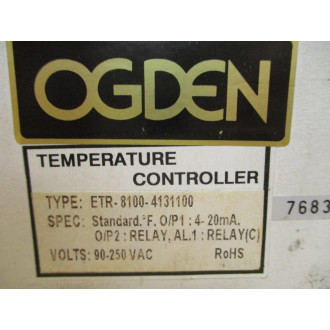 OGDEN
TEMPERATURE
CONTROLLER
TYPE: ETR-8100-4131100
SPEC: Standard,°F, O/P1 : 4- 20mA,
O/P2 : RELAY, AL.1 : RELAY(C)
VOLTS: 90-250 VAC RoHS
7683